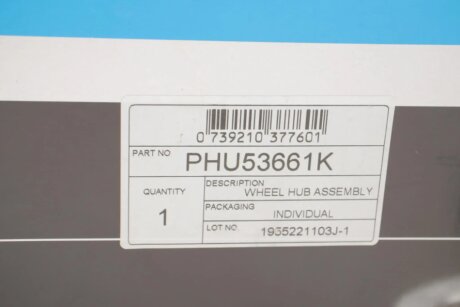 0 739210 377601
PART NO PHU53661K
QUANTITY
1
DESCRIPTION
WHEEL HUB ASSEMBLY
PACKAGING
INDIVIDUAL
LOT NO 1935221103J-1